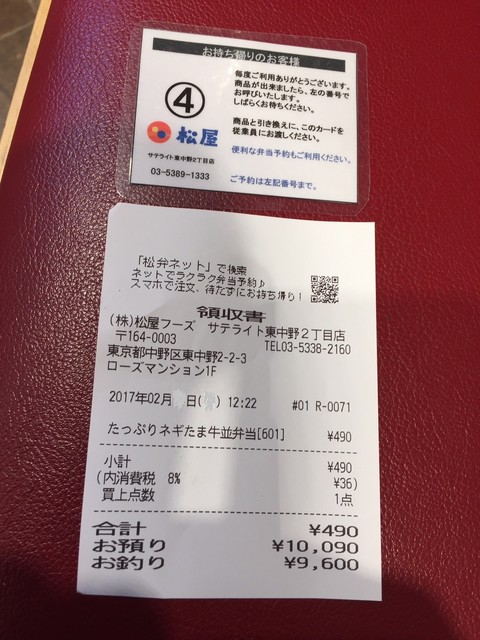 お持ち帰りのお客様
④
毎度ご利用ありがとうございます。
商品が出来ましたら、左の番号で
お呼びいたします。
しばらくお待ちください。
商品と引き換えに、このカードを
従業員にお渡しください。
松屋
サテライト東中野2丁目店
03-5389-1333
便利な弁当予約もご利用ください。
ご予約は左記番号まで。
「松弁ネット」で検索
ネットでラクラク弁当予約♪
スマホで注文、待たずにお持ち帰り！
領収書
(株)松屋フーズ サテライト東中野２丁目店
〒164-0003 TEL03-5338-2160
東京都中野区東中野2-2-3
ローズマンション1F
2017年02月 日( ) 12:22 #01 R-0071
たっぷりネギたま牛並弁当[601] ¥490
小計 ¥490
(内消費税 8% ¥36)
買上点数 1点
合計 ¥490
お預り ¥10,090
お釣り ¥9,600